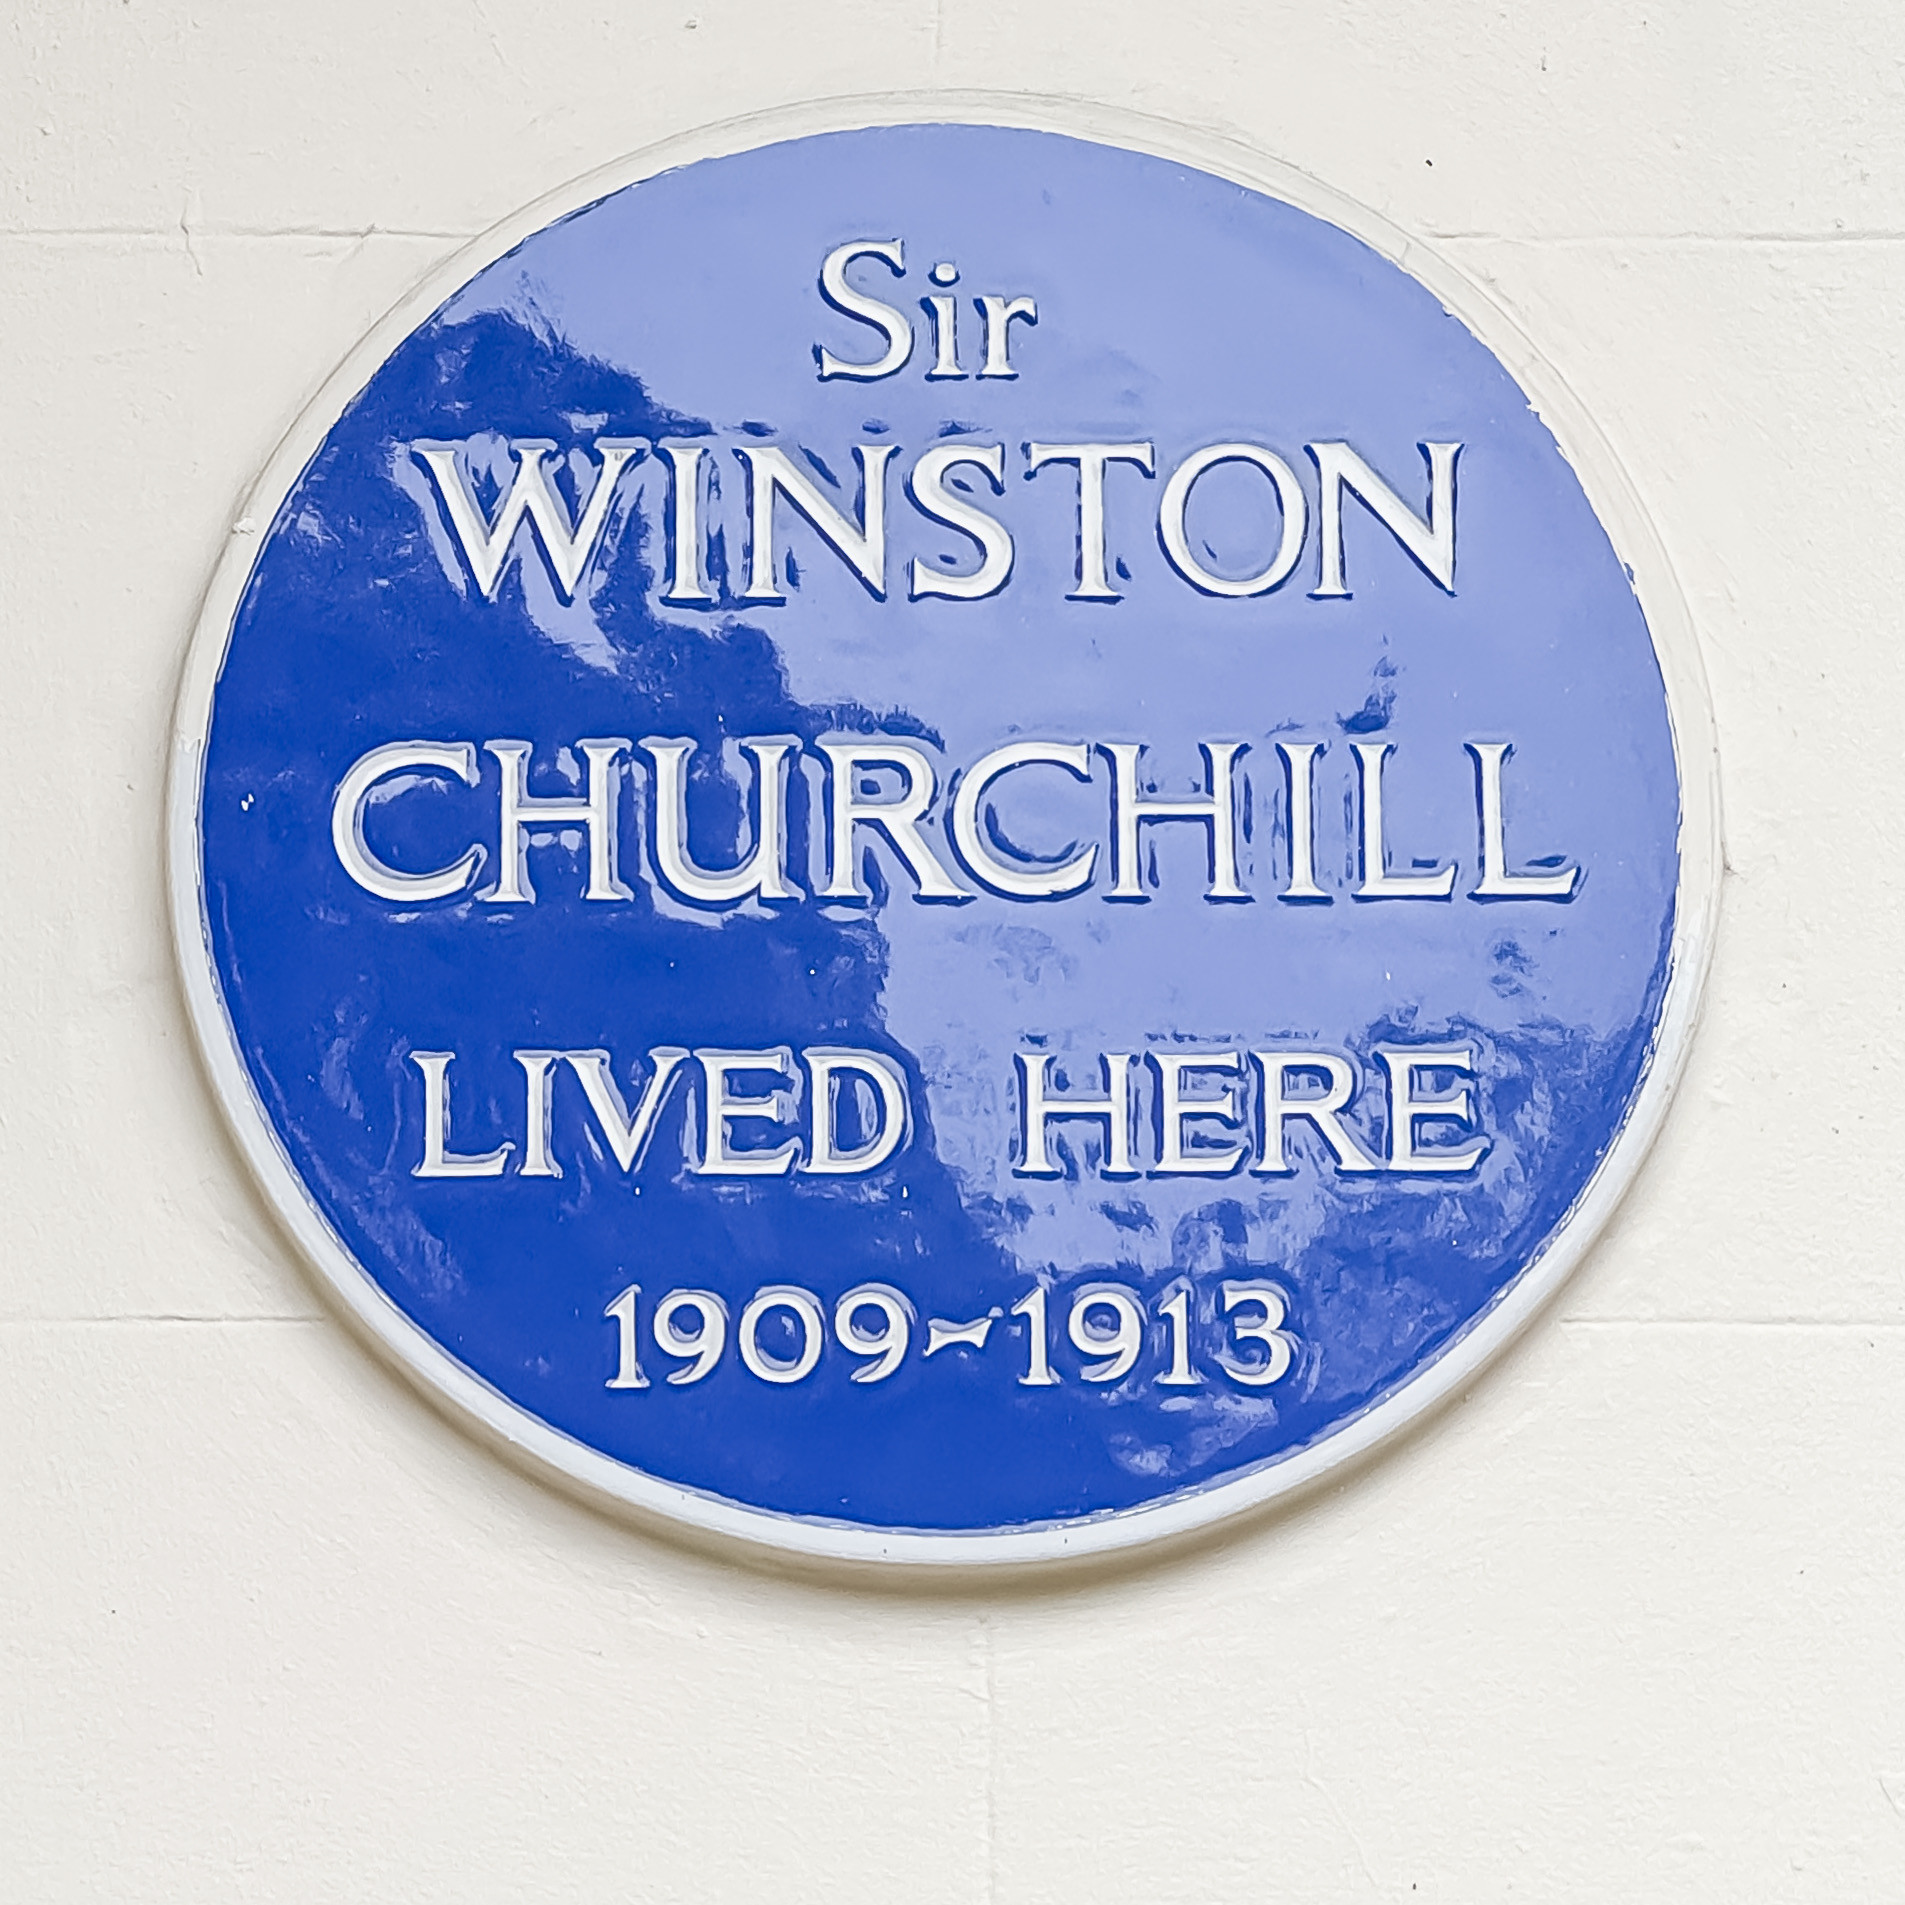 Sir
WINSTON
CHURCHILL
LIVED HERE
1909-1913